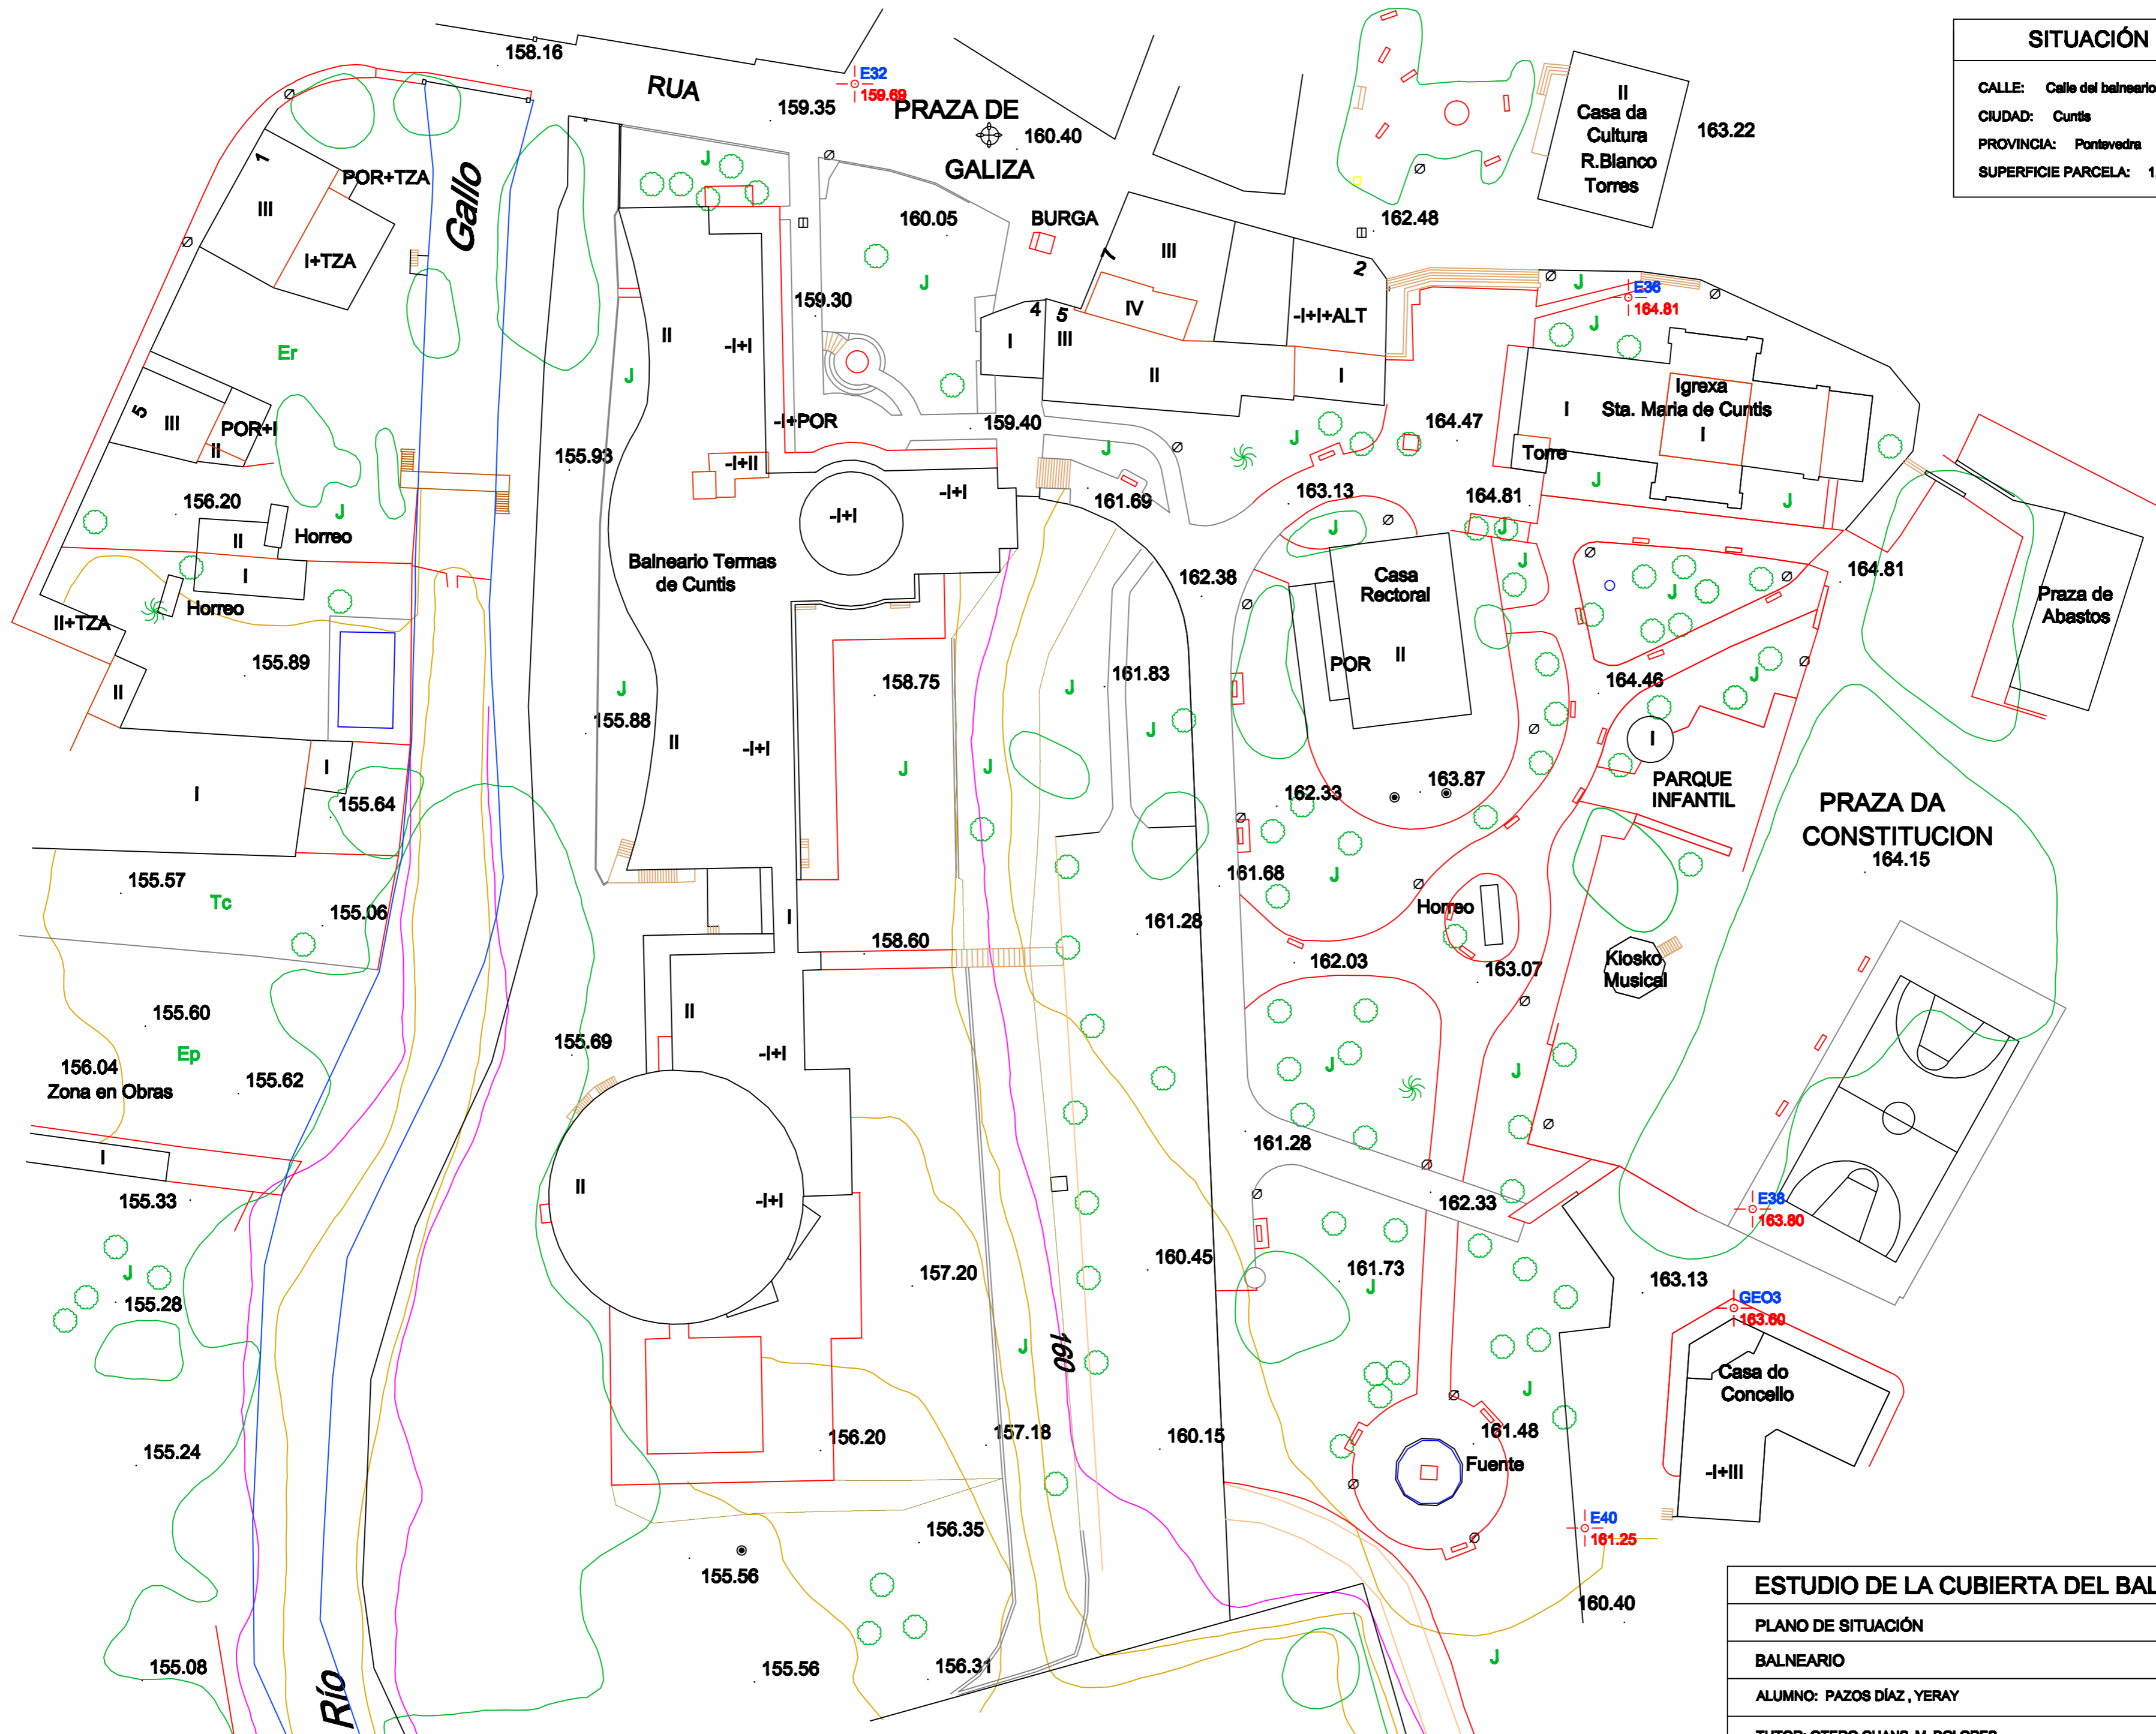 158.16
RUA
E32
159.69
159.35
PRAZA DE
GALIZA
160.40
II
Casa da
Cultura
R.Blanco
Torres
163.22
SITUACIÓN
CALLE: Calle del balneario
CIUDAD: Cuntis
PROVINCIA: Pontevedra
SUPERFICIE PARCELA: 1.
1
POR+TZA
III
I+TZA
Gallo
J
160.05
BURGA
162.48
7
III
2
J
E36
164.81
159.30
J
IV
-I+I+ALT
4
5
I
III
II
I
J
Er
II
-I+I
J
Igrexa
Sta. Maria de Cuntis
I
I
5
III
POR+I
II
-I+POR
159.40
164.47
155.93
-I+II
J
J
Torre
J
156.20
J
-I+I
-I+I
161.69
163.13
164.81
J
II
Horreo
J
J
J
I
Balneario Termas
de Cuntis
162.38
Casa
Rectoral
164.81
Praza de
Abastos
Horreo
II+TZA
J
155.89
POR
II
II
J
158.75
J
161.83
164.46
J
155.88
II
-I+I
J
J
J
I
PARQUE
INFANTIL
I
I
155.64
162.33
163.87
PRAZA DA
CONSTITUCION
164.15
155.57
Tc
155.06
I
161.68
J
Horreo
161.28
158.60
162.03
163.07
Kiosko
Musical
155.60
Ep
156.04
Zona en Obras
155.62
155.69
II
-I+I
J
J
I
155.33
161.28
II
-I+I
162.33
E38
163.80
J
155.28
157.20
160.45
161.73
J
163.13
GEO3
163.60
J
160
Casa do
Concello
J
155.24
156.20
157.18
160.15
161.48
Fuente
-I+III
156.35
E40
161.25
155.56
160.40
ESTUDIO DE LA CUBIERTA DEL BAL
PLANO DE SITUACIÓN
BALNEARIO
ALUMNO: PAZOS DÍAZ , YERAY
155.08
Río
155.56
156.31
J